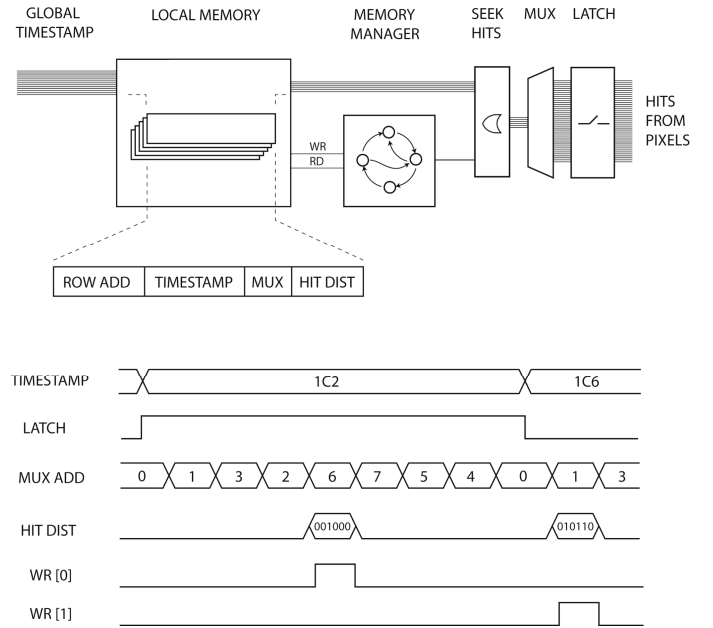 GLOBAL TIMESTAMP
LOCAL MEMORY
MEMORY MANAGER
SEEK HITS
MUX
LATCH
HITS FROM PIXELS
WR
RD
ROW ADD TIMESTAMP MUX HIT DIST
TIMESTAMP 1C2 1C6
LATCH
MUX ADD 0 1 3 2 6 7 5 4 0 1 3
HIT DIST 001000 010110
WR [0]
WR [1]